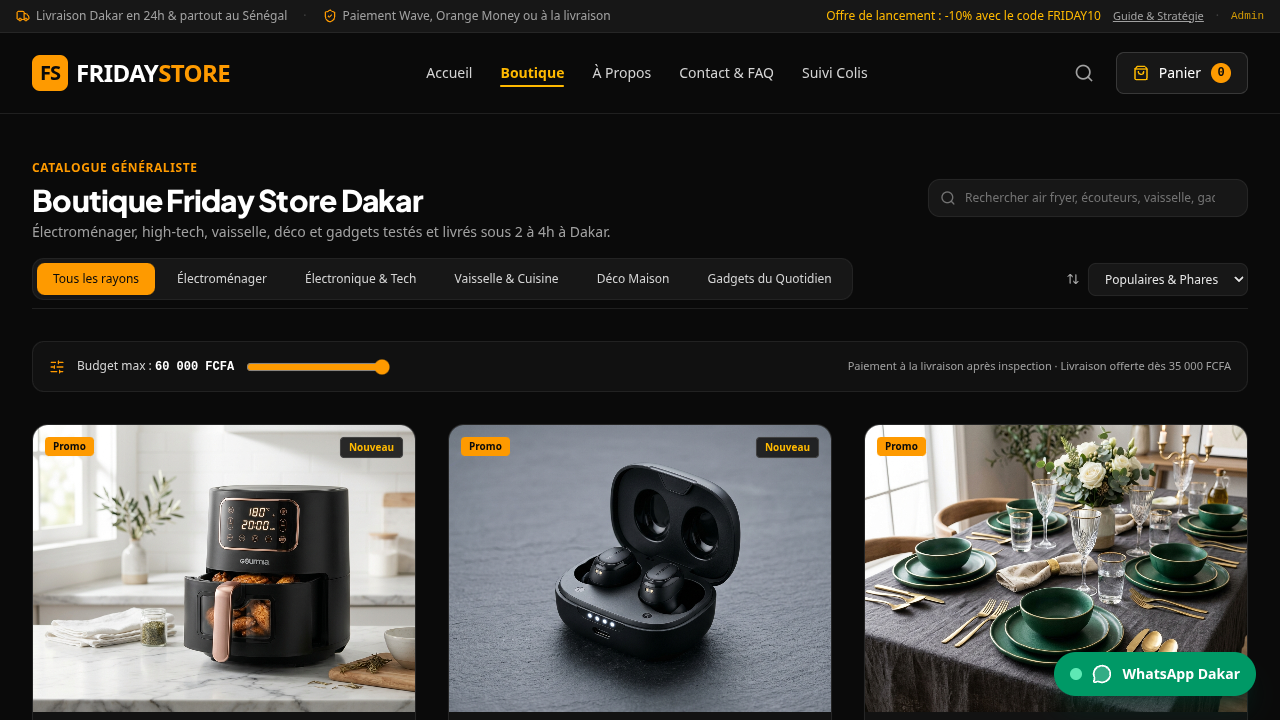 Livraison Dakar en 24h & partout au Sénégal · Paiement Wave, Orange Money ou à la livraison
Offre de lancement : -10% avec le code FRIDAY10 Guide & Stratégie · Admin
FS FRIDAYSTORE
Accueil Boutique À Propos Contact & FAQ Suivi Colis
Panier 0
CATALOGUE GÉNÉRALISTE
Boutique Friday Store Dakar
Électroménager, high-tech, vaisselle, déco et gadgets testés et livrés sous 2 à 4h à Dakar.
Rechercher air fryer, écouteurs, vaisselle, gac
Tous les rayons Électroménager Électronique & Tech Vaisselle & Cuisine Déco Maison Gadgets du Quotidien
Populaires & Phares
Budget max : 60 000 FCFA
Paiement à la livraison après inspection · Livraison offerte dès 35 000 FCFA
Promo Nouveau
Promo Nouveau
Promo
180°
20:00
Gourmia
WhatsApp Dakar